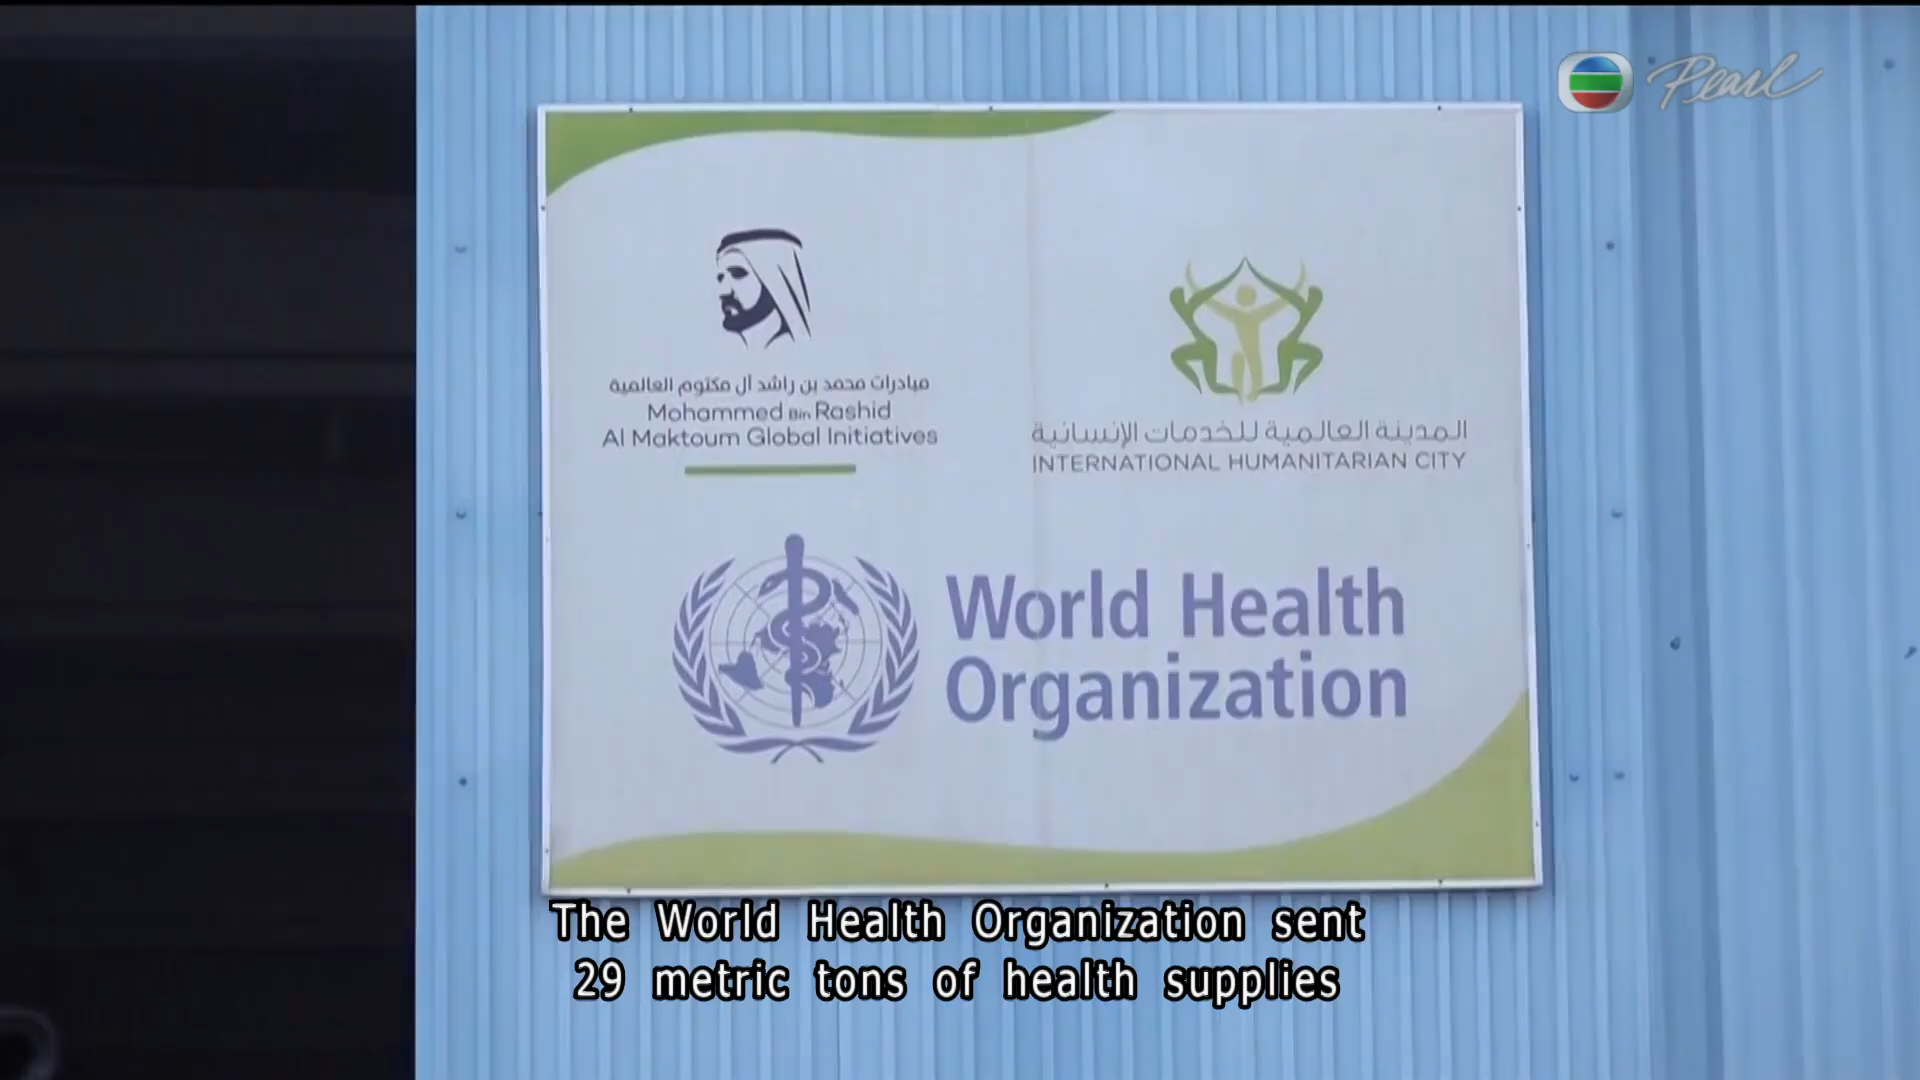 Pearl
مبادرات محمد بن راشد آل مكتوم العالمية
Mohammed Bin Rashid
Al Maktoum Global Initiatives
المدينة العالمية للخدمات الإنسانية
INTERNATIONAL HUMANITARIAN CITY
World Health
Organization
The World Health Organization sent
29 metric tons of health supplies